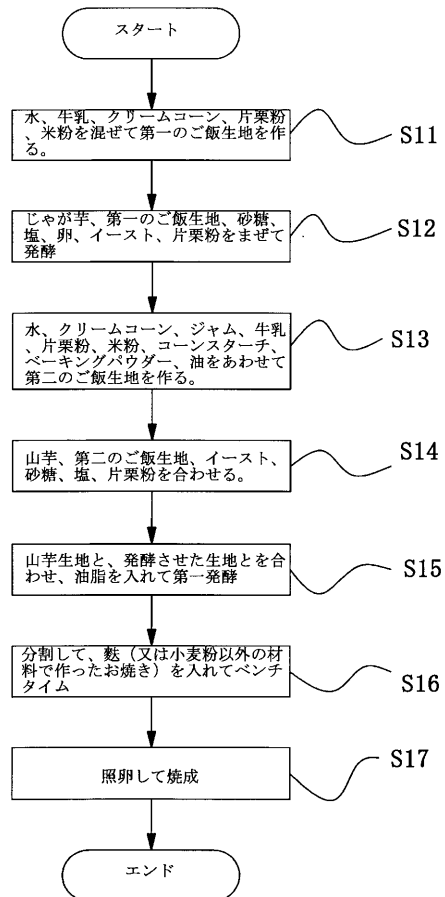 スタート
水、牛乳、クリームコーン、片栗粉
、米粉を混ぜて第一のご飯生地を作
る。
S11
じゃが芋、第一のご飯生地、砂糖、
塩、卵、イースト、片栗粉をまぜて
発酵
S12
水、クリームコーン、ジャム、牛乳
、片栗粉、米粉、コーンスターチ、
ベーキングパウダー、油をあわせて
第二のご飯生地を作る。
S13
山芋、第二のご飯生地、イースト、
砂糖、塩、片栗粉を合わせる。
S14
山芋生地と、発酵させた生地とを合
わせ、油脂を入れて第一発酵
S15
分割して、麩（又は小麦粉以外の材
料で作ったお焼き）を入れてベンチ
タイム
S16
照卵して焼成
S17
エンド